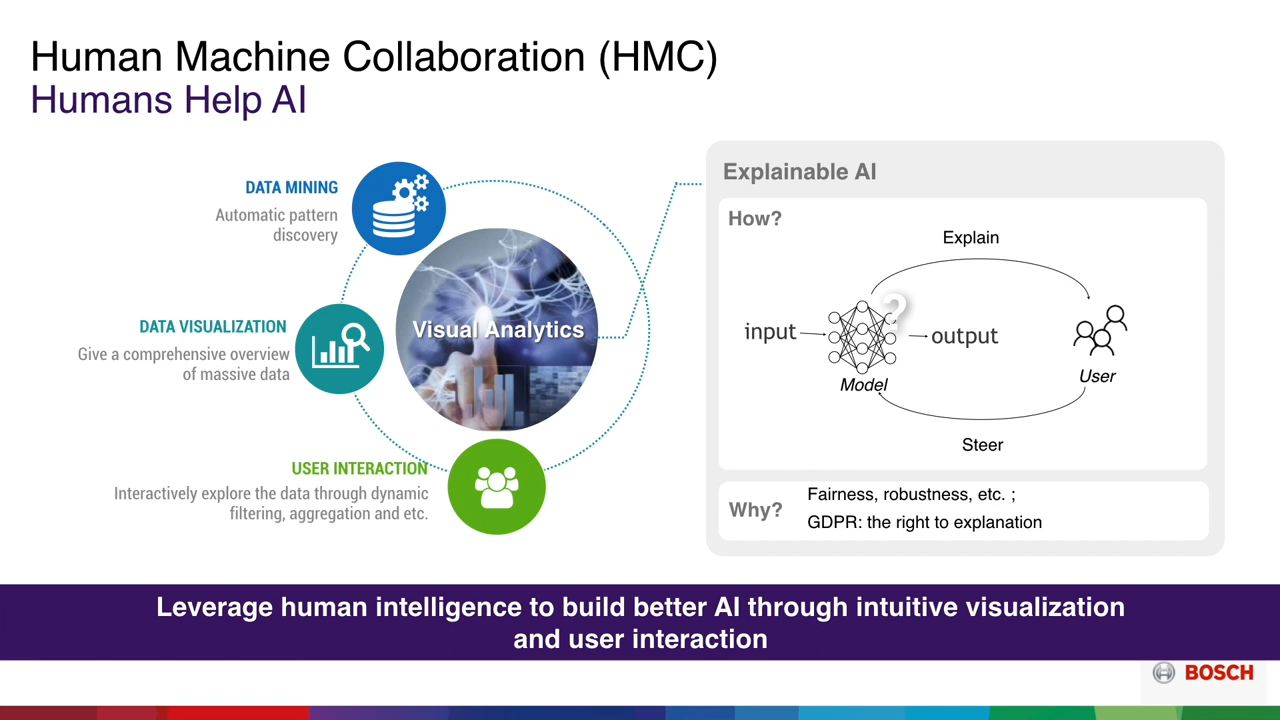 Human Machine Collaboration (HMC)
Humans Help AI
DATA MINING
Automatic pattern
discovery
DATA VISUALIZATION
Give a comprehensive overview
of massive data
USER INTERACTION
Interactively explore the data through dynamic
filtering, aggregation and etc.
Visual Analytics
Explainable AI
How?
Explain
?
input
output
Model
User
Steer
Why?
Fairness, robustness, etc. ;
GDPR: the right to explanation
Leverage human intelligence to build better AI through intuitive visualization
and user interaction
BOSCH